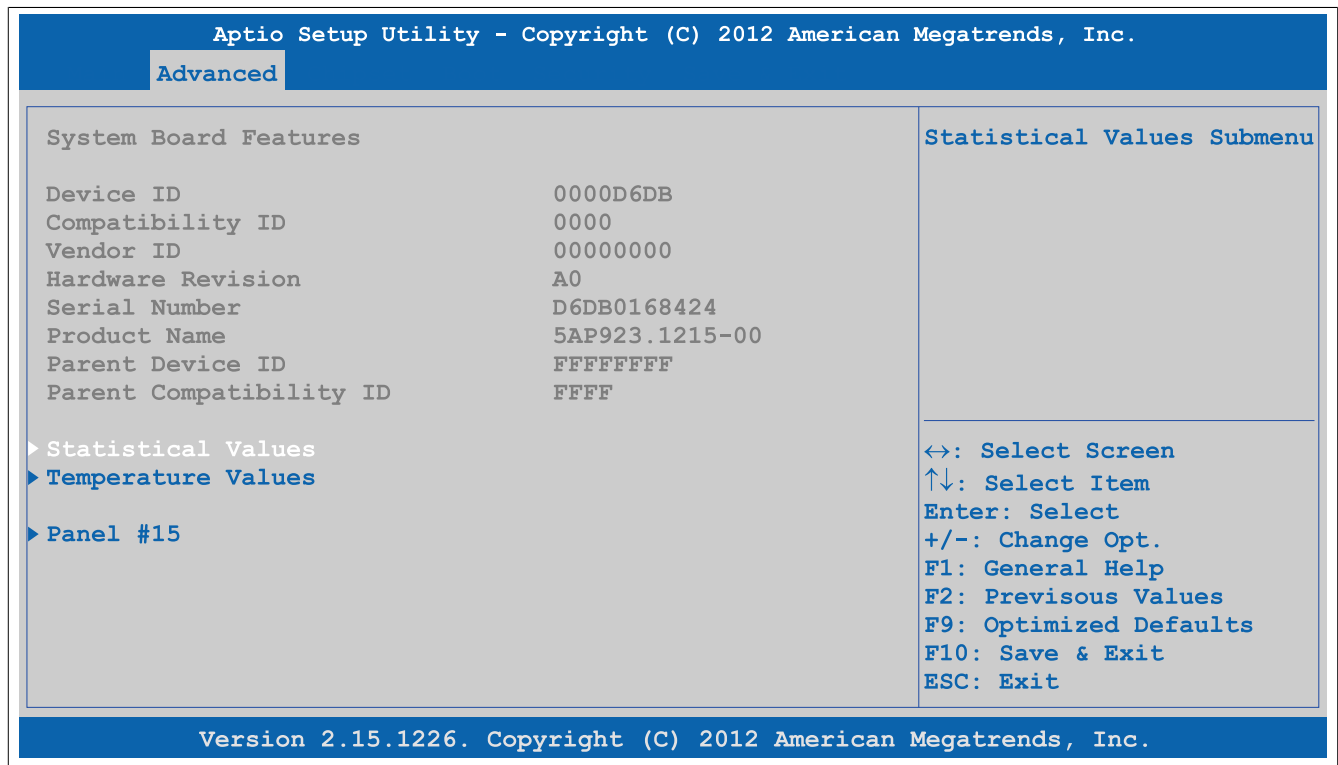 Aptio Setup Utility - Copyright (C) 2012 American Megatrends, Inc.
Advanced
System Board Features
Device ID 0000D6DB
Compatibility ID 0000
Vendor ID 00000000
Hardware Revision A0
Serial Number D6DB0168424
Product Name 5AP923.1215-00
Parent Device ID FFFFFFFF
Parent Compatibility ID FFFF
Statistical Values
Temperature Values
Panel #15
Statistical Values Submenu
↔: Select Screen
↑↓: Select Item
Enter: Select
+/-: Change Opt.
F1: General Help
F2: Previsous Values
F9: Optimized Defaults
F10: Save & Exit
ESC: Exit
Version 2.15.1226. Copyright (C) 2012 American Megatrends, Inc.